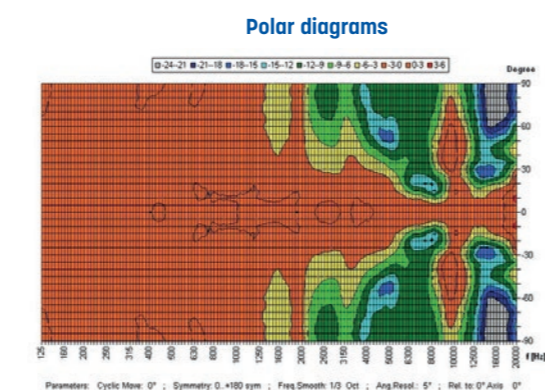 Polar diagrams
-24--21 -21--18 -18--15 -15--12 -12--9 -9--6 -6--3 -3-0 0-3 3-6
Degree
90
60
30
0
-30
-60
-90
125 160 200 250 315 400 500 630 800 1000 1250 1600 2000 2500 3150 4000 5000 6300 8000 10000 12500 16000 20000 f [Hz]
Parameters: Cyclic Move: 0° ; Symmetry: 0..+180 sym ; Freq.Smooth: 1/3 Oct ; Ang.Resol.: 5° ; Rel. to: 0° Axis 0°